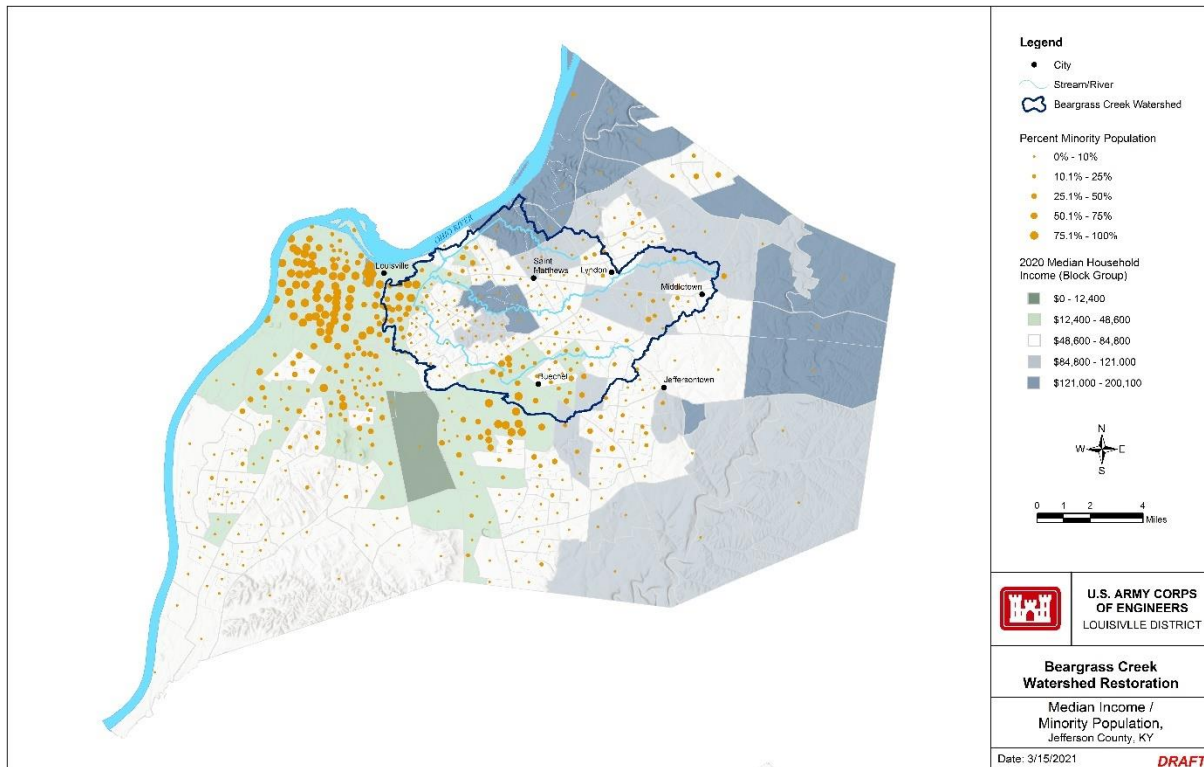 OHIO RIVER
Louisville
Saint
Matthews
Lyndon
Middletown
Buechel
Jeffersontown
Legend
City
Stream/River
Beargrass Creek Watershed
Percent Minority Population
0% - 10%
10.1% - 25%
25.1% - 50%
50.1% - 75%
75.1% - 100%
2020 Median Household
Income (Block Group)
$0 - 12,400
$12,400 - 48,600
$48,600 - 84,800
$84,800 - 121,000
$121,000 - 200,100
N
W E
S
0 1 2 4
Miles
U.S. ARMY CORPS
OF ENGINEERS
LOUISIVLLE DISTRICT
Beargrass Creek
Watershed Restoration
Median Income /
Minority Population,
Jefferson County, KY
Date: 3/15/2021
DRAFT